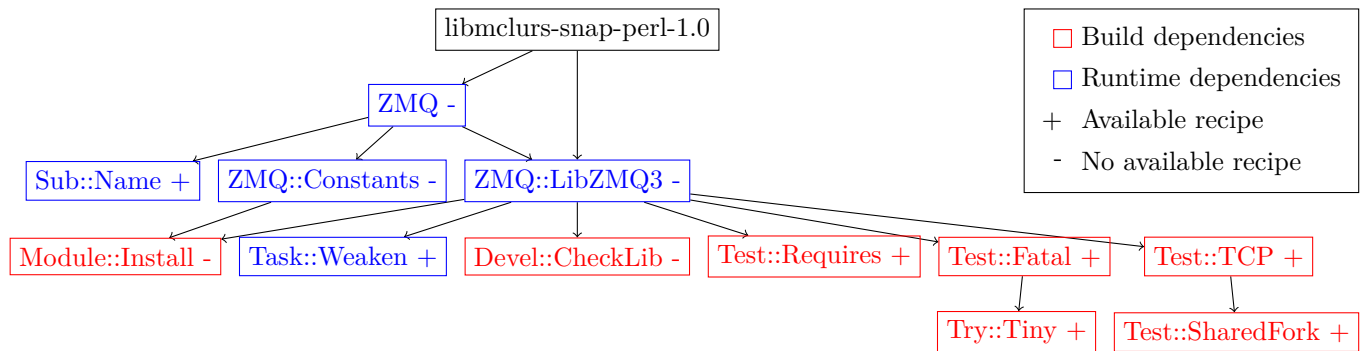 libmclurs-snap-perl-1.0
Build dependencies
Runtime dependencies
+ Available recipe
- No available recipe
ZMQ -
Sub::Name +
ZMQ::Constants -
ZMQ::LibZMQ3 -
Module::Install -
Task::Weaken +
Devel::CheckLib -
Test::Requires +
Test::Fatal +
Test::TCP +
Try::Tiny +
Test::SharedFork +